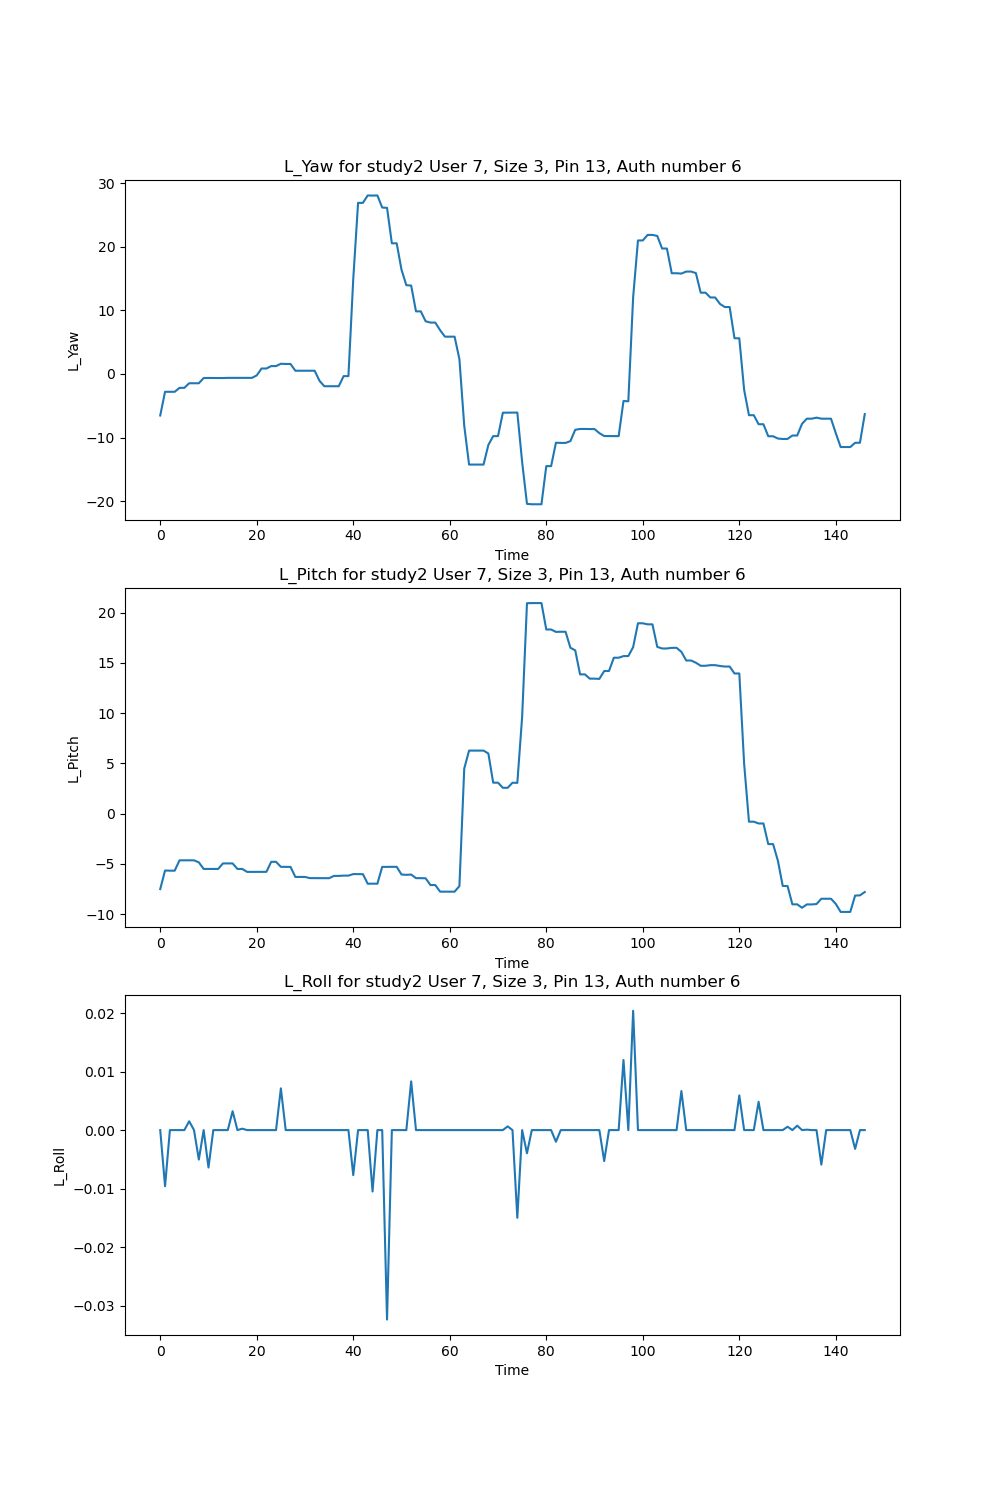 L_Yaw for study2 User 7, Size 3, Pin 13, Auth number 6
30
20
10
0
−10
−20
L_Yaw
0 20 40 60 80 100 120 140
Time
L_Pitch for study2 User 7, Size 3, Pin 13, Auth number 6
20
15
10
5
0
−5
−10
L_Pitch
0 20 40 60 80 100 120 140
Time
L_Roll for study2 User 7, Size 3, Pin 13, Auth number 6
0.02
0.01
0.00
−0.01
−0.02
−0.03
L_Roll
0 20 40 60 80 100 120 140
Time